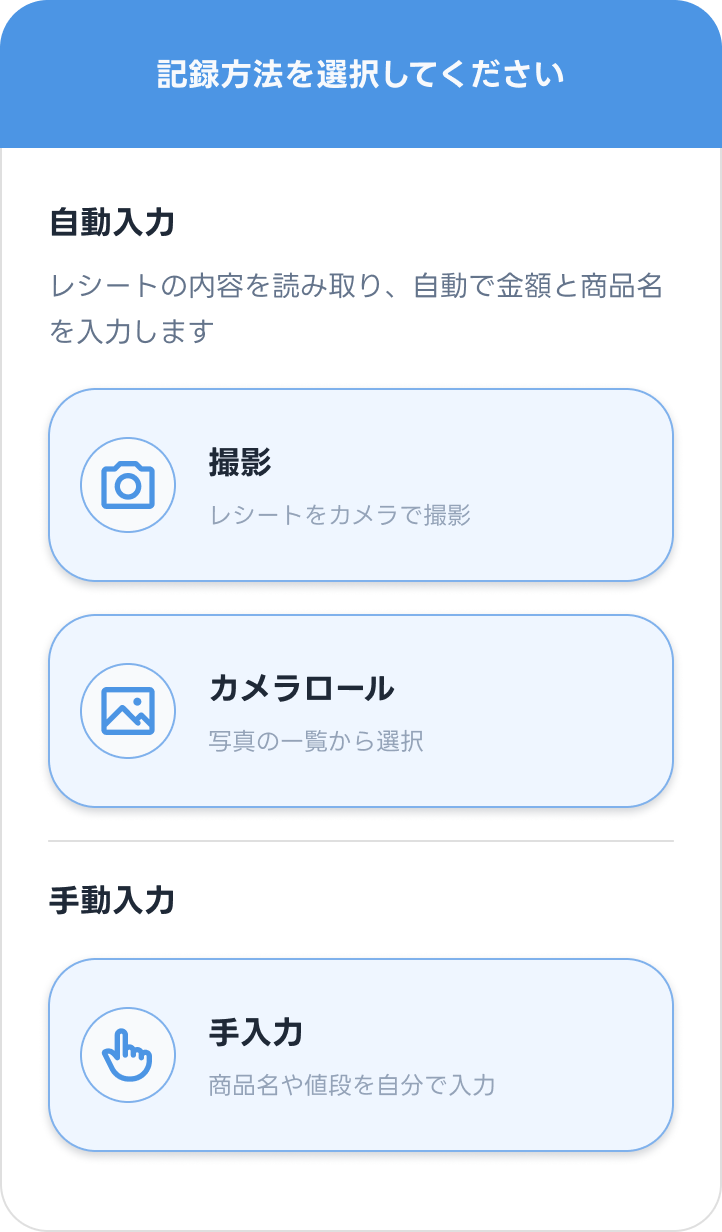 記録方法を選択してください
自動入力
レシートの内容を読み取り、自動で金額と商品名
を入力します
撮影
レシートをカメラで撮影
カメラロール
写真の一覧から選択
手動入力
手入力
商品名や値段を自分で入力